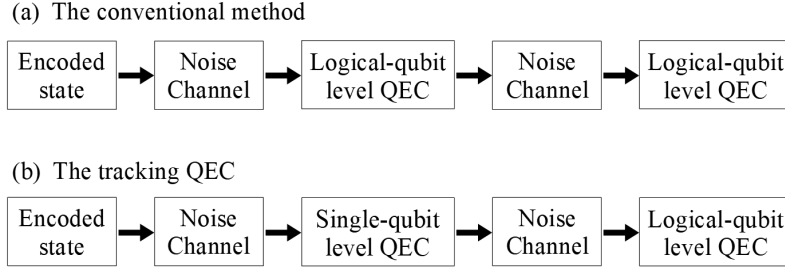 (a) The conventional method
Encoded state
Noise Channel
Logical-qubit level QEC
Noise Channel
Logical-qubit level QEC
(b) The tracking QEC
Encoded state
Noise Channel
Single-qubit level QEC
Noise Channel
Logical-qubit level QEC